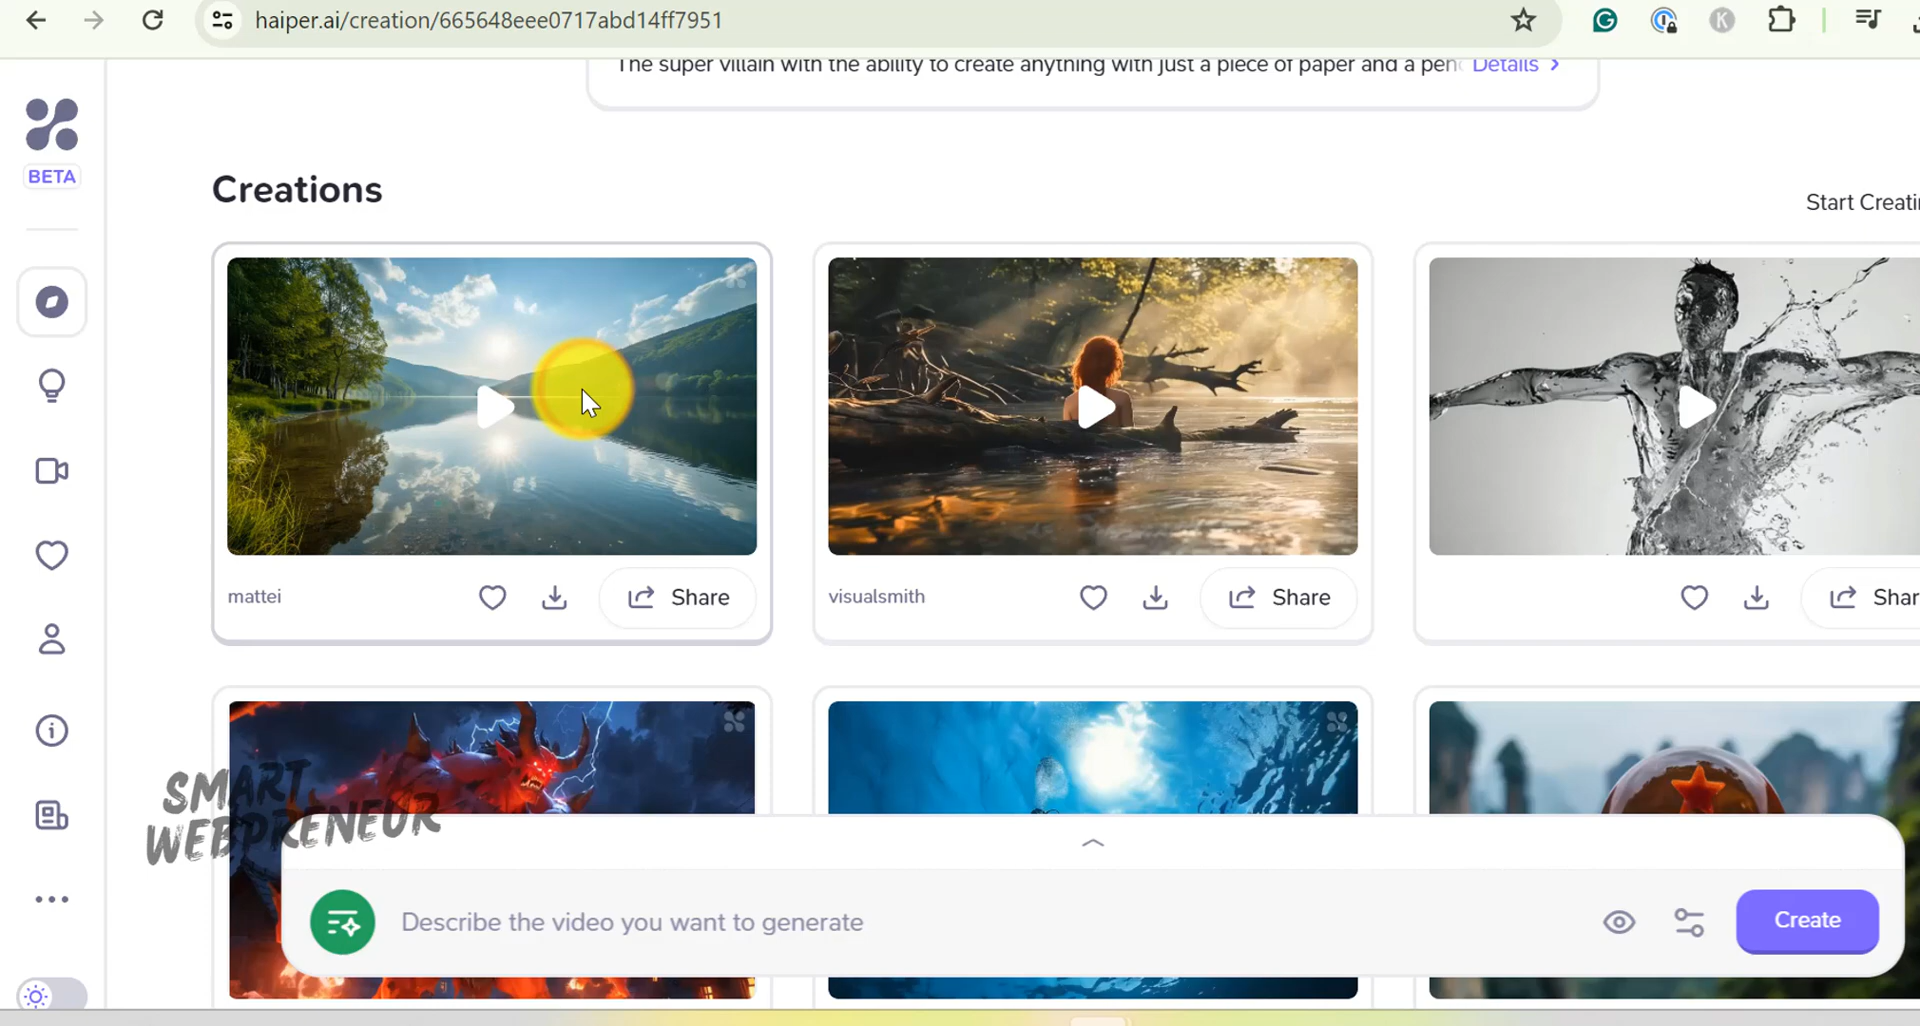 haiper.ai/creation/665648eee0717abd14ff7951
The super villain with the ability to create anything with just a piece of paper and a pen
Details
BETA
Creations
Start Creati
mattei
Share
visualsmith
Share
Shar
SMART
WEBPRENEUR
Describe the video you want to generate
Create